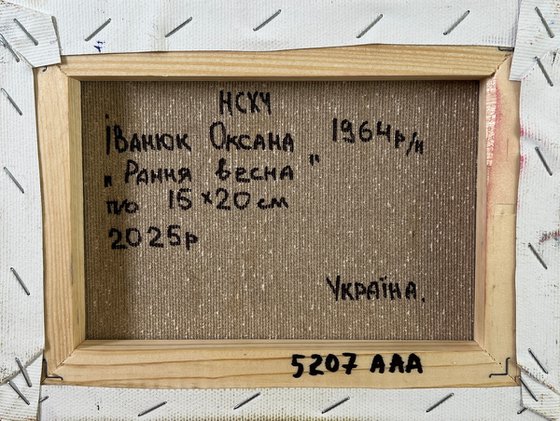 НСХУ
Іванюк Оксана 1964р/н
„ Рання весна "
п/о 15×20 см
2025р
Україна.
5207 ААА